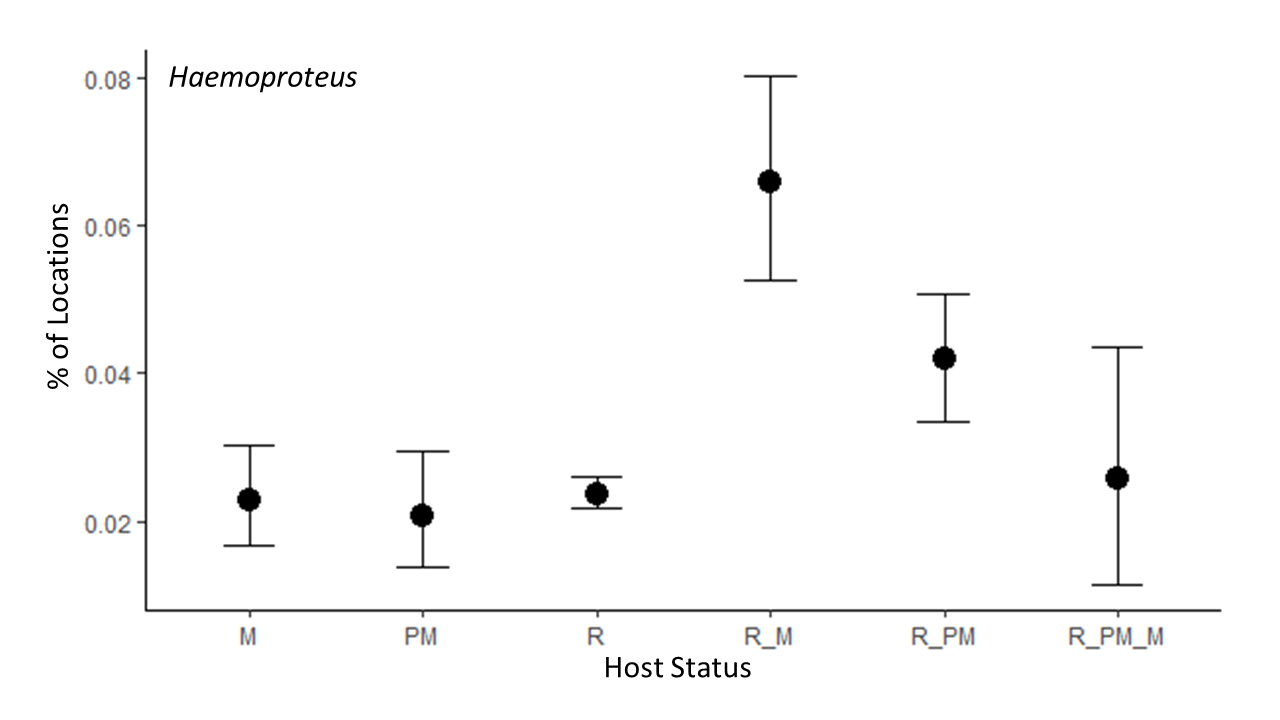 Haemoproteus
% of Locations
0.08
0.06
0.04
0.02
M PM R R_M R_PM R_PM_M
Host Status